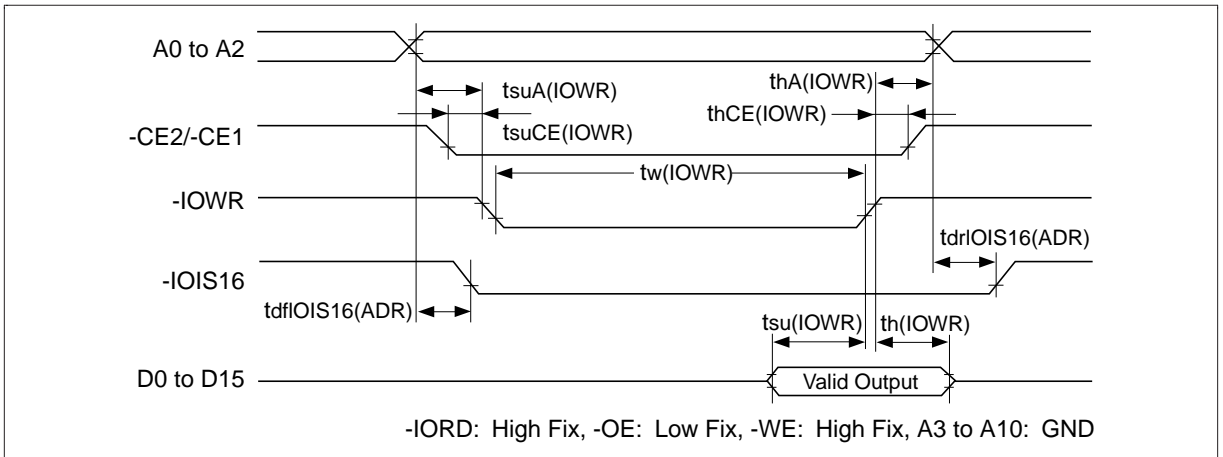 A0 to A2
tsuA(IOWR)
thA(IOWR)
thCE(IOWR)
-CE2/-CE1
tsuCE(IOWR)
tw(IOWR)
-IOWR
tdrIOIS16(ADR)
-IOIS16
tdfIOIS16(ADR)
tsu(IOWR)
th(IOWR)
D0 to D15
Valid Output
-IORD: High Fix, -OE: Low Fix, -WE: High Fix, A3 to A10: GND